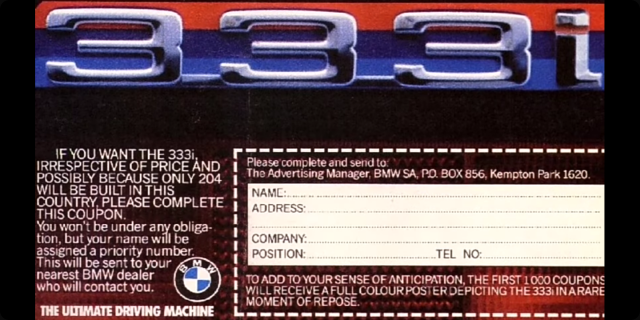 333i
IF YOU WANT THE 333i,
IRRESPECTIVE OF PRICE AND
POSSIBLY BECAUSE ONLY 204
WILL BE BUILT IN THIS
COUNTRY, PLEASE COMPLETE
THIS COUPON.
You won't be under any obliga-
tion, but your name will be
assigned a priority number.
This will be sent to your
nearest BMW dealer
who will contact you.
BMW
THE ULTIMATE DRIVING MACHINE
Please complete and send to:
The Advertising Manager, BMW SA, P.O. BOX 856, Kempton Park 1620.
NAME:
ADDRESS:
COMPANY:
POSITION: TEL NO:
TO ADD TO YOUR SENSE OF ANTICIPATION, THE FIRST 1000 COUPONS
WILL RECEIVE A FULL COLOUR POSTER DEPICTING THE 333i IN A RARE
MOMENT OF REPOSE.